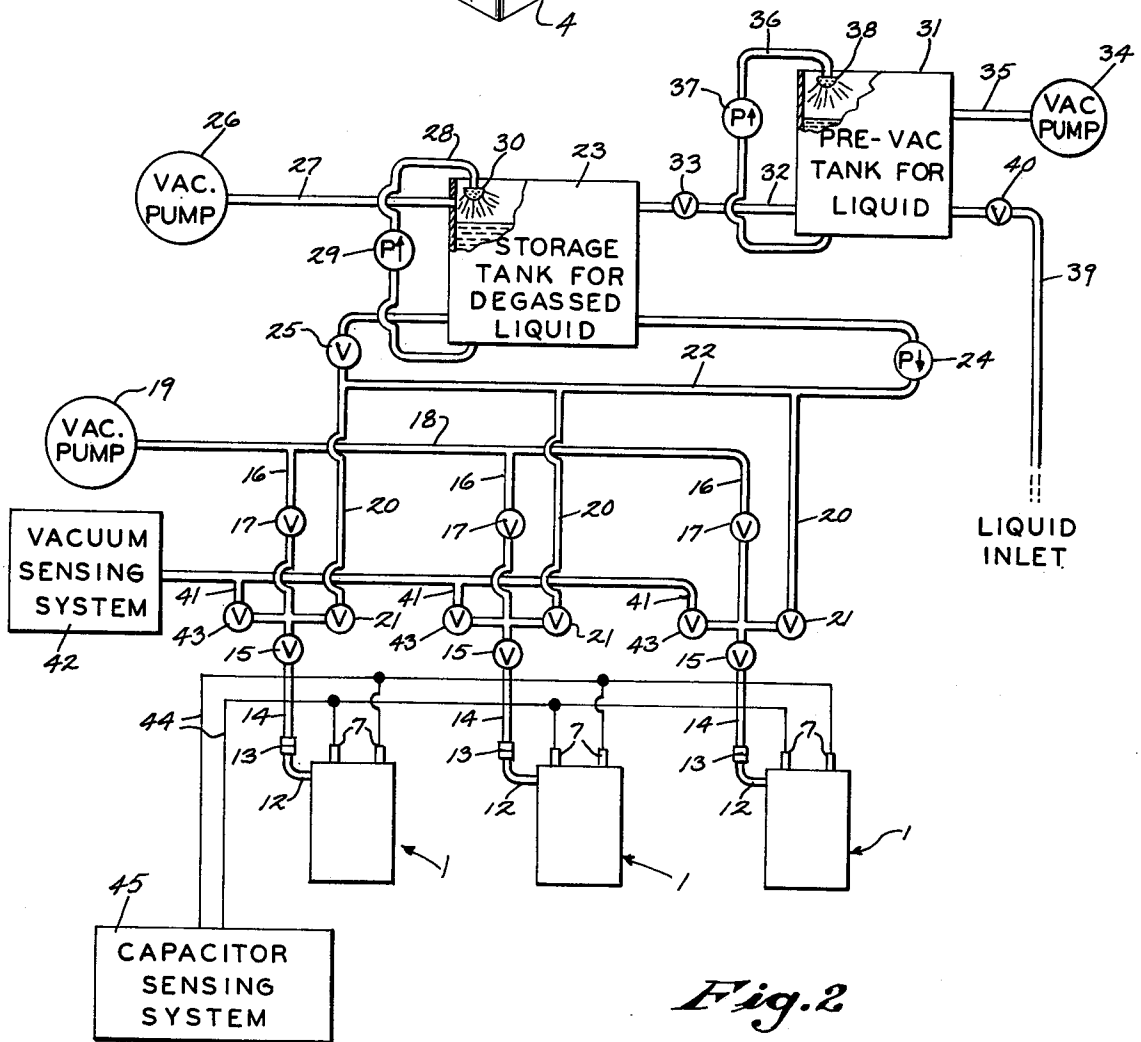 4
36
38
31
34
37
35
VAC
PUMP
26
28
30
23
PRE-VAC
TANK FOR
LIQUID
27
33
32
40
VAC.
PUMP
P↑
V
29
P↑
STORAGE
TANK FOR
DEGASSED
LIQUID
V
39
25
V
22
P↓
24
19
VAC.
PUMP
18
16
16
16
17
V
20
17
V
20
17
V
20
LIQUID
INLET
VACUUM
SENSING
SYSTEM
41
41
41
43
V
V
21
43
V
V
21
43
V
V
21
42
15
V
15
V
15
V
44
14
7
14
7
14
7
13
13
13
12
12
12
1
1
1
45
CAPACITOR
SENSING
SYSTEM
Fig. 2